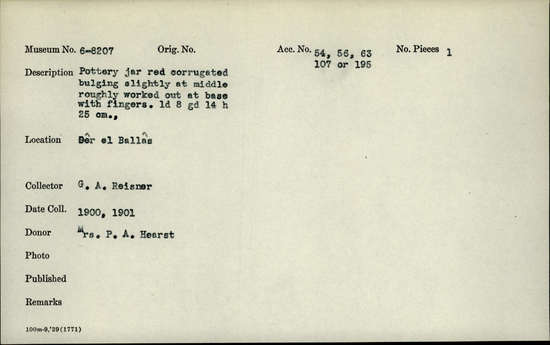 Museum No. 6-8207 Orig. No. Acc. No. 54, 56, 63 No. Pieces 1
107 or 195
Description Pottery jar red corrugated
bulging slightly at middle
roughly worked out at base
with fingers. ld 8 gd 14 h
25 cm.,
Location Dêr el Ballâs
Collector G. A. Reisner
Date Coll. 1900, 1901
Donor Mrs. P. A. Hearst
Photo
Published
Remarks
100m-9,'29(1771)